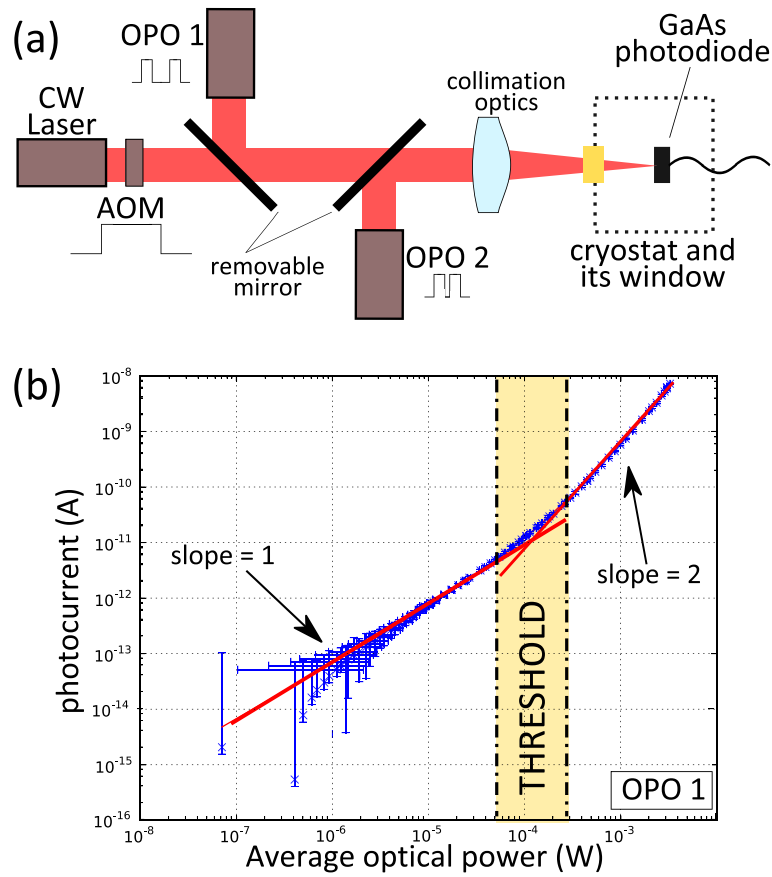 (a)
OPO 1
GaAs
photodiode
CW
Laser
collimation
optics
AOM
removable
mirror
OPO 2
cryostat and
its window
(b)
photocurrent (A)
10⁻⁸
10⁻⁹
10⁻¹⁰
10⁻¹¹
10⁻¹²
10⁻¹³
10⁻¹⁴
10⁻¹⁵
10⁻¹⁶
slope = 1
slope = 2
THRESHOLD
OPO 1
10⁻⁸ 10⁻⁷ 10⁻⁶ 10⁻⁵ 10⁻⁴ 10⁻³
Average optical power (W)